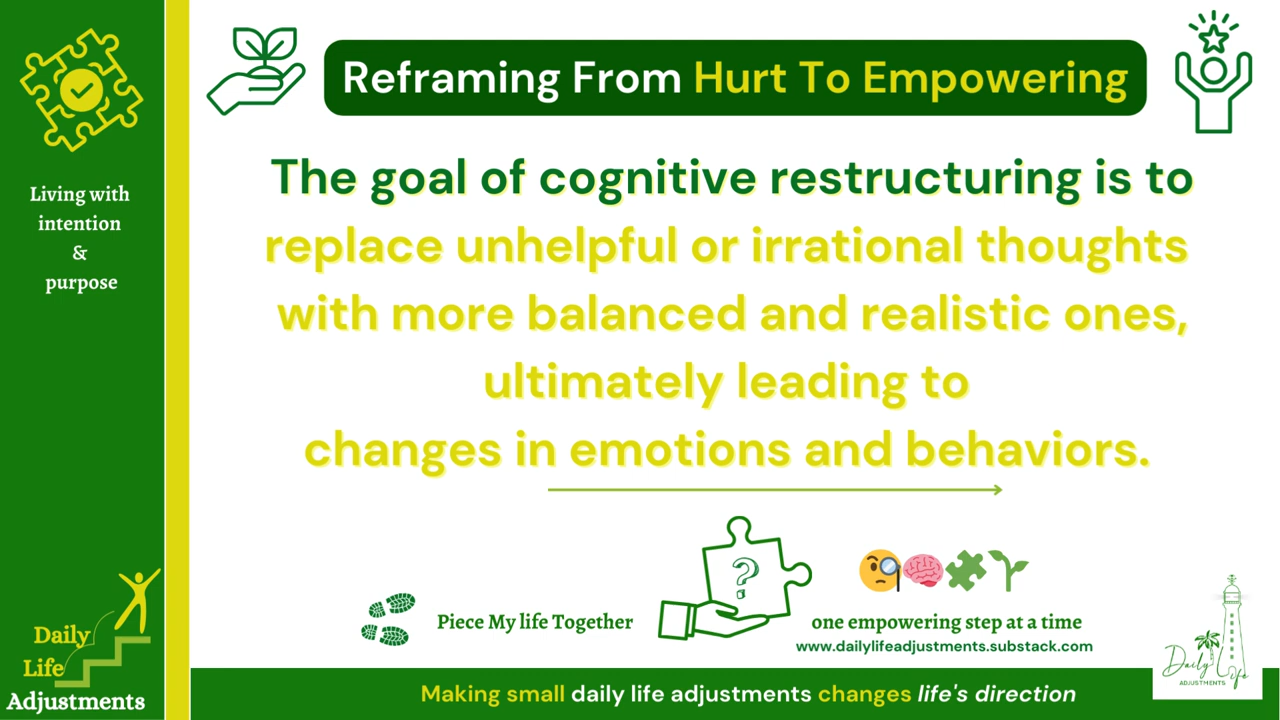 Reframing From Hurt To Empowering
The goal of cognitive restructuring is to
replace unhelpful or irrational thoughts
with more balanced and realistic ones,
ultimately leading to
changes in emotions and behaviors.
Living with
intention
&
purpose
?
Piece My life Together
one empowering step at a time
www.dailylifeadjustments.substack.com
Daily
Life
Adjustments
Making small daily life adjustments changes life's direction
Daily Life
ADJUSTMENTS